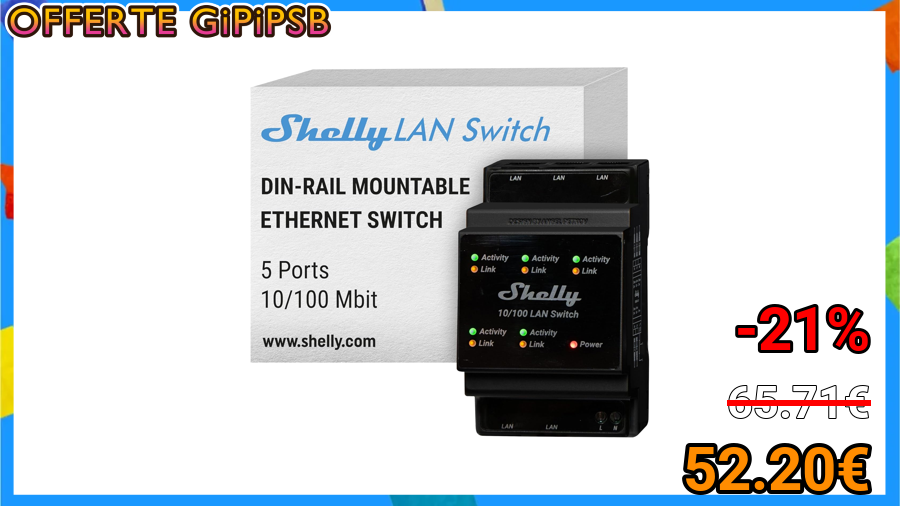 OFFERTE GiPiPSB
Shelly LAN Switch
DIN-RAIL MOUNTABLE
ETHERNET SWITCH
5 Ports
10/100 Mbit
www.shelly.com
LAN LAN LAN
Activity Activity Activity
Link Link Link
Shelly
10/100 LAN Switch
Activity Activity
Link Link Power
LAN LAN L N
-21%
65.71€
52.20€